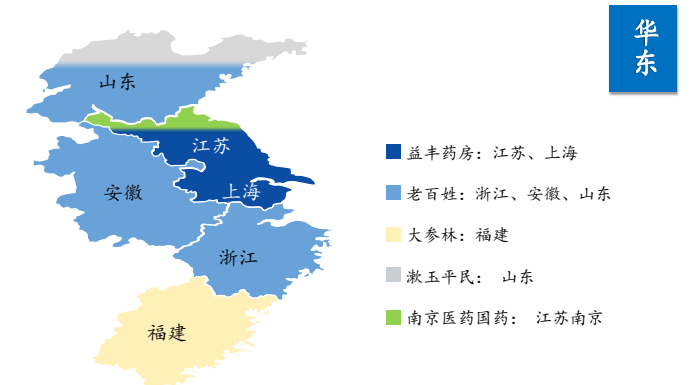 华东
山东
江苏
安徽
上海
浙江
福建
益丰药房：江苏、上海
老百姓：浙江、安徽、山东
大参林：福建
漱玉平民： 山东
南京医药国药： 江苏南京